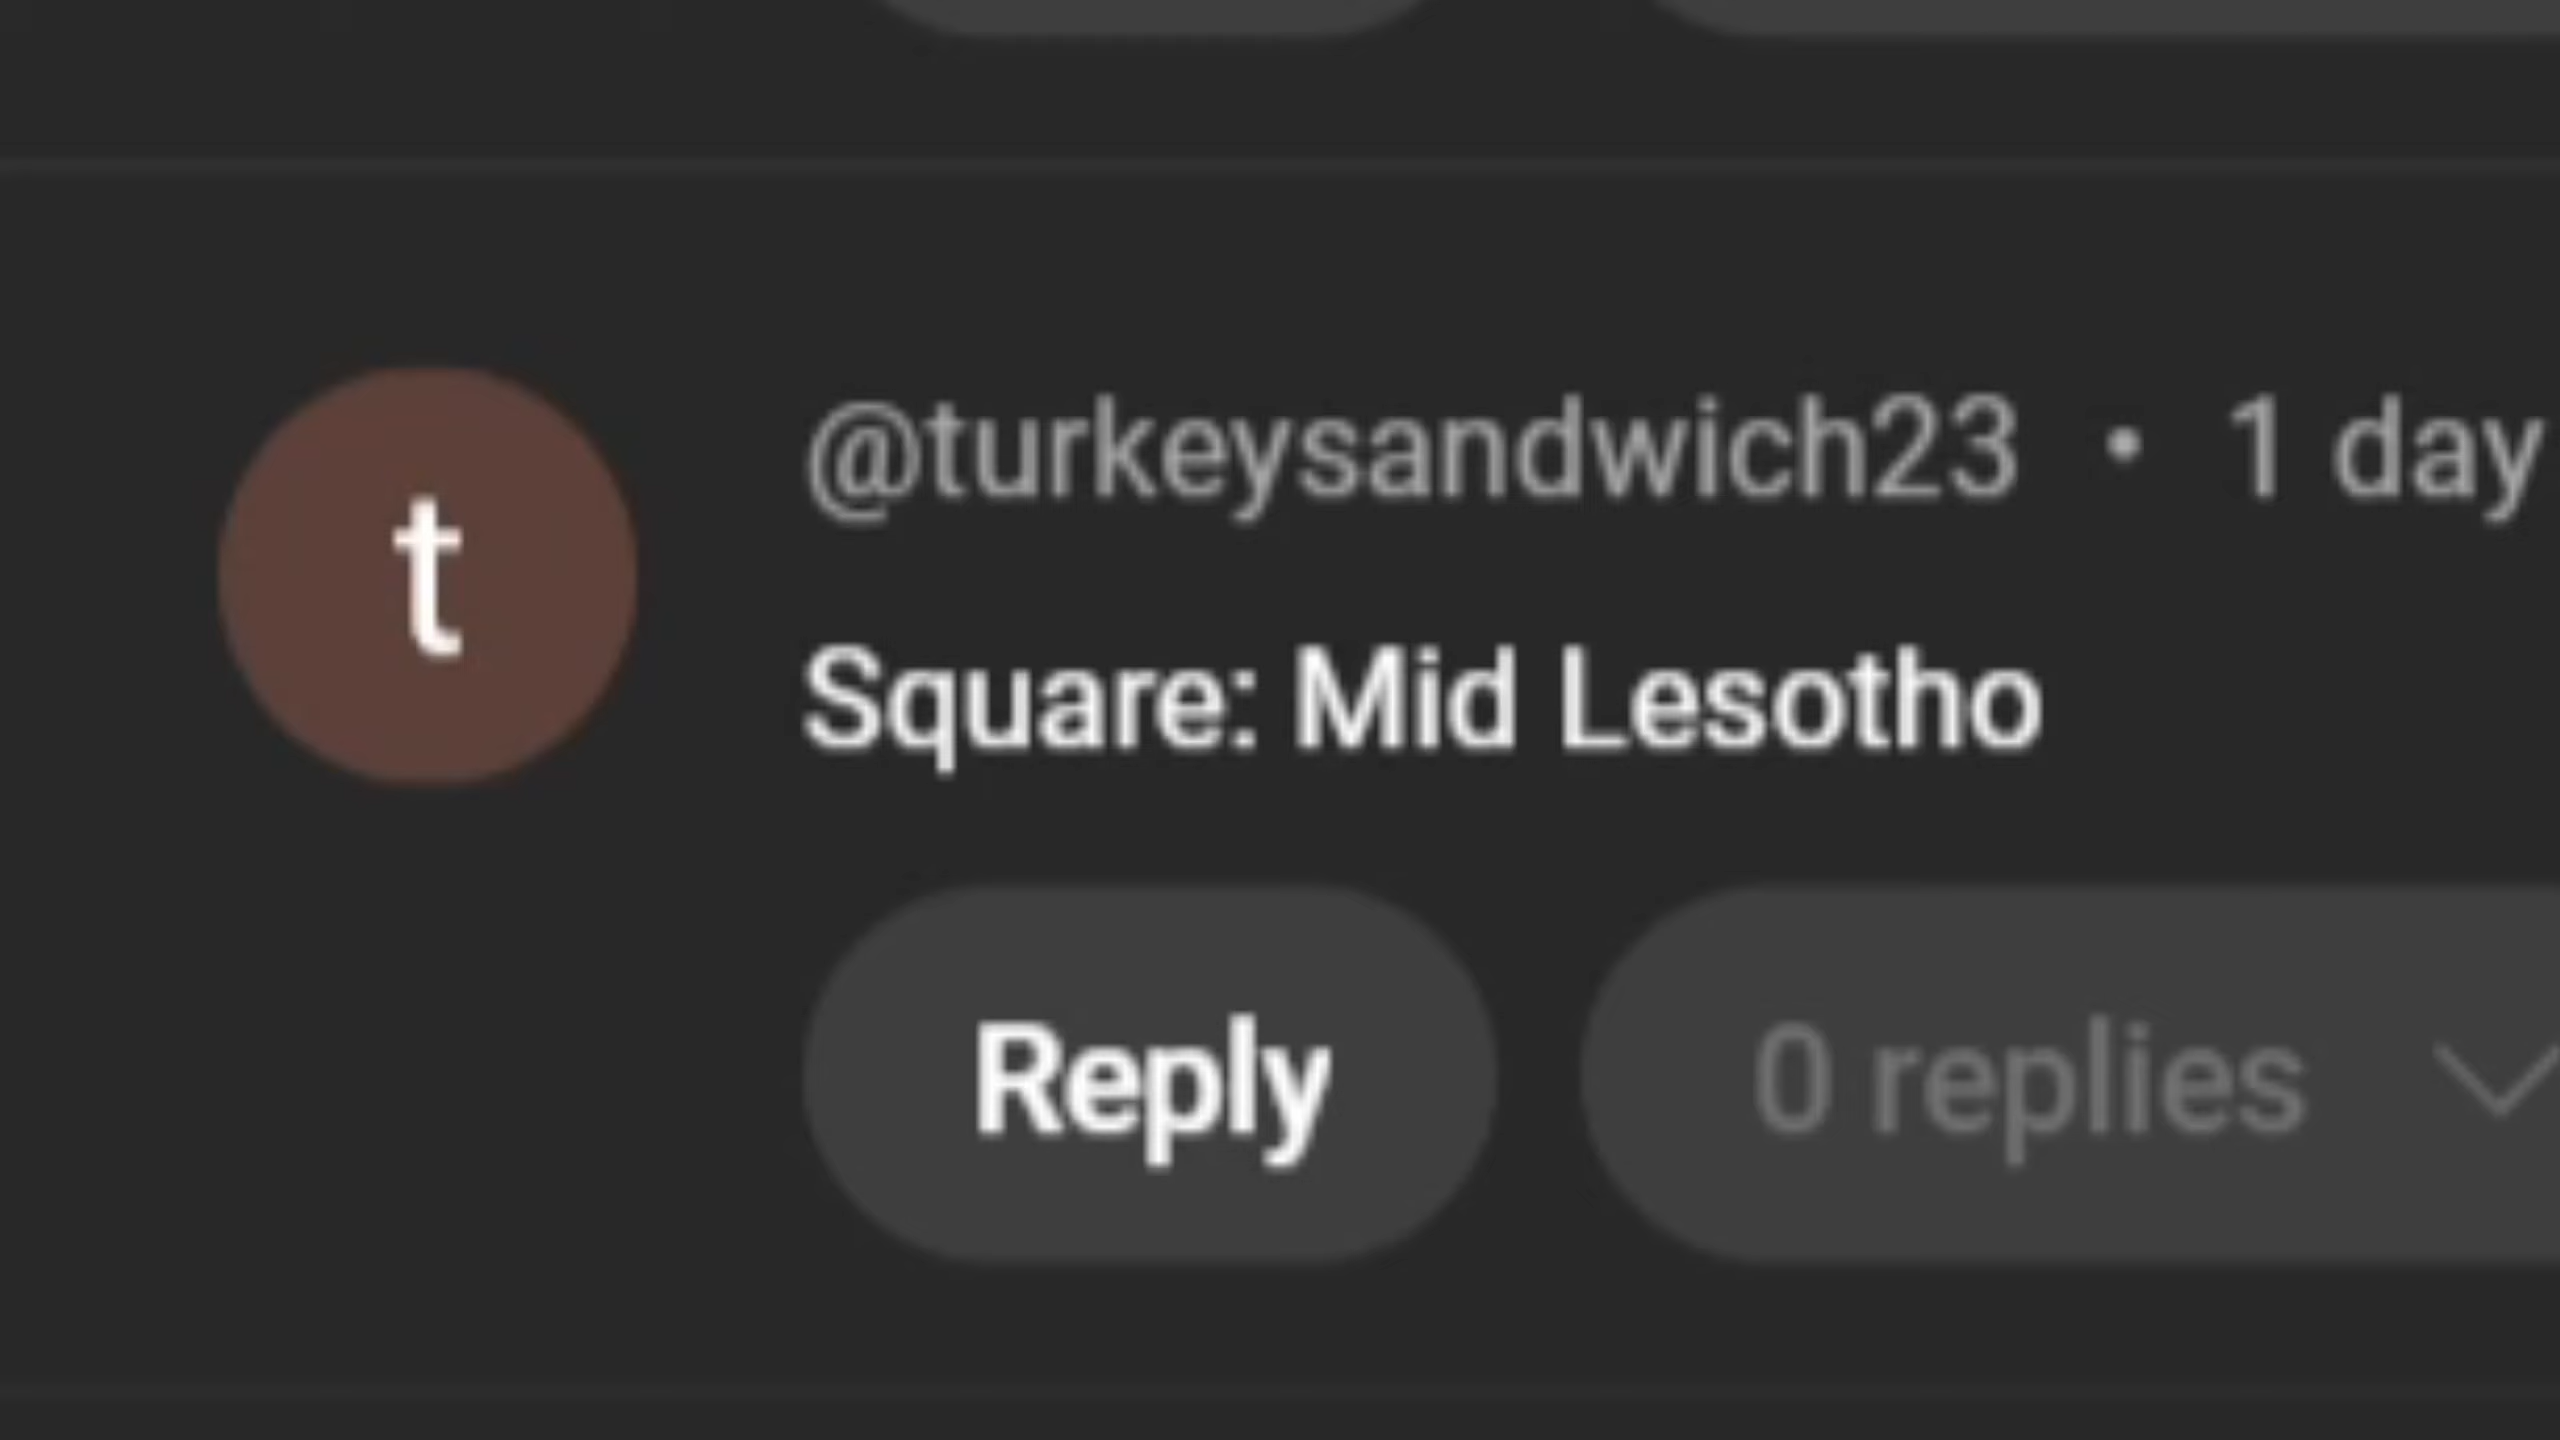 t
@turkeysandwich23 • 1 day
Square: Mid Lesotho
Reply
0 replies